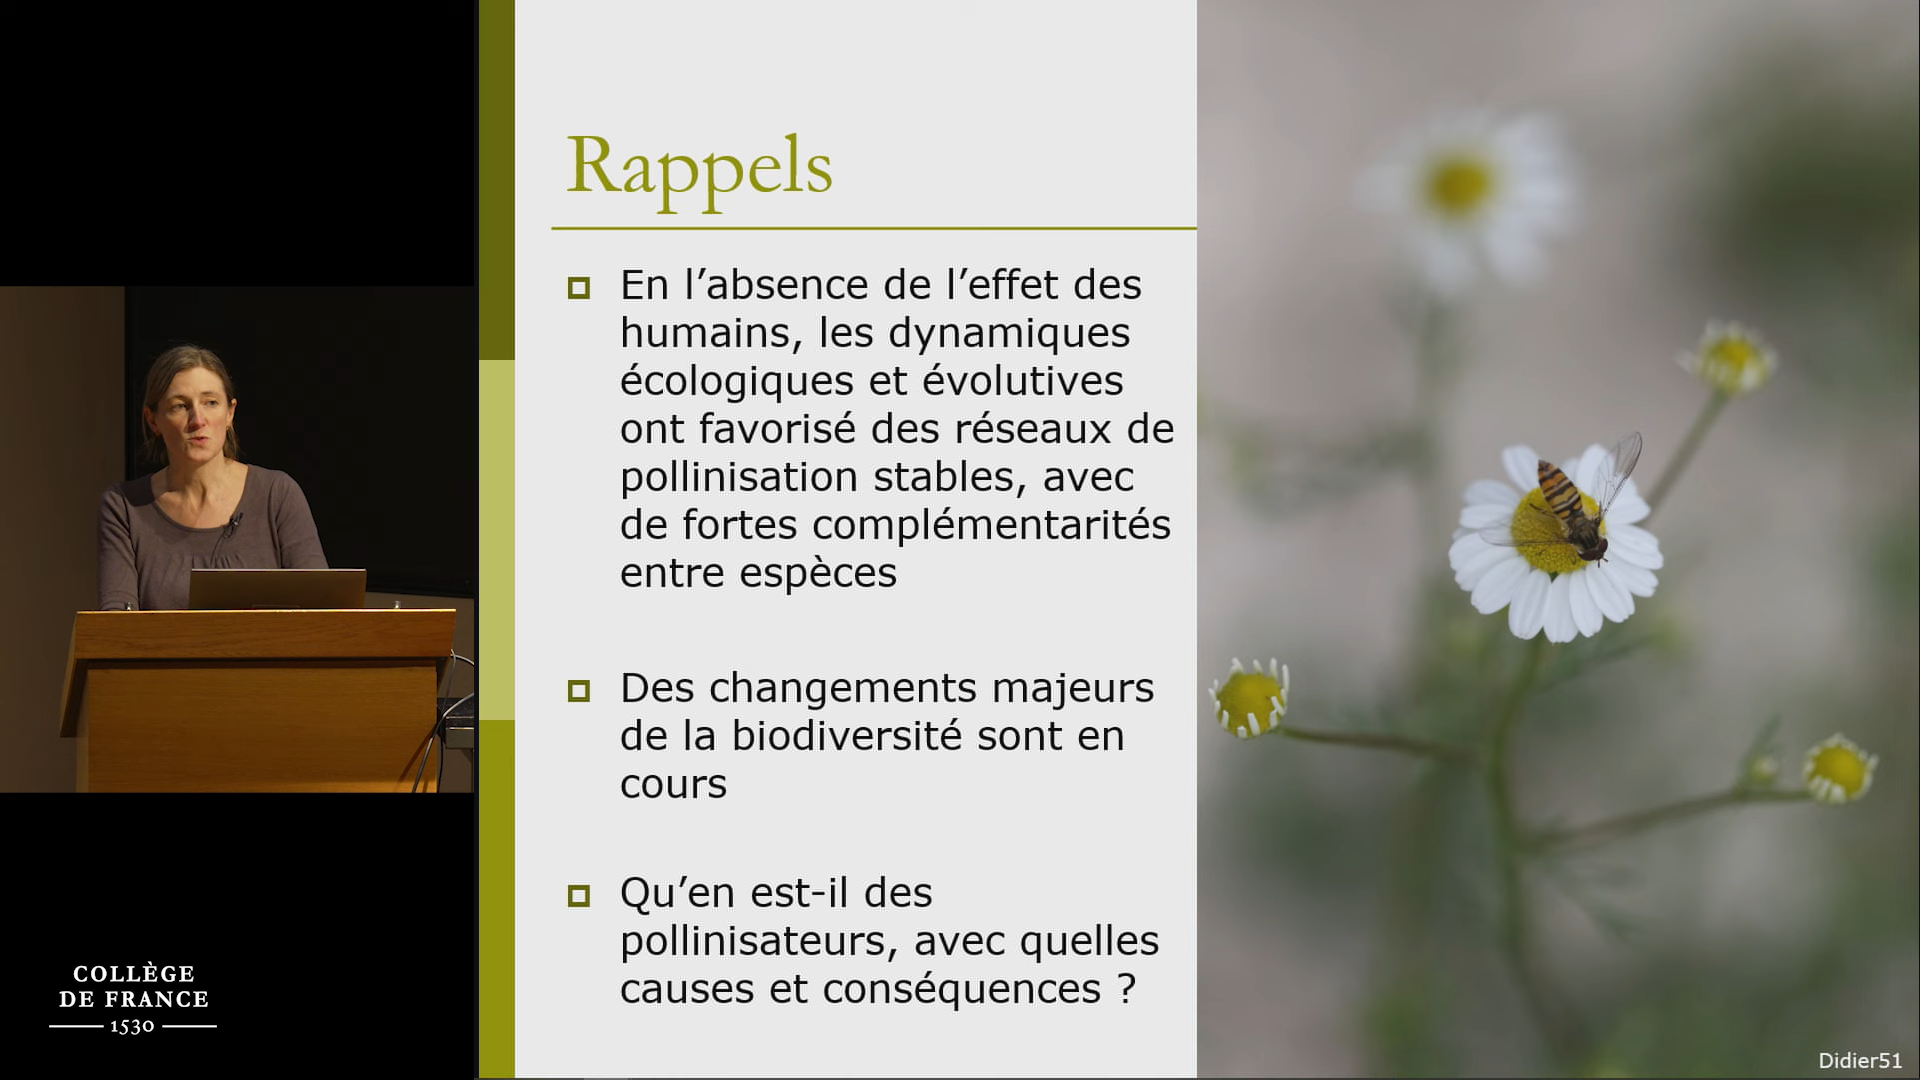 Rappels
En l’absence de l’effet des
humains, les dynamiques
écologiques et évolutives
ont favorisé des réseaux de
pollinisation stables, avec
de fortes complémentarités
entre espèces
Des changements majeurs
de la biodiversité sont en
cours
Qu’en est-il des
pollinisateurs, avec quelles
causes et conséquences ?
COLLÈGE
DE FRANCE
1530
Didier51